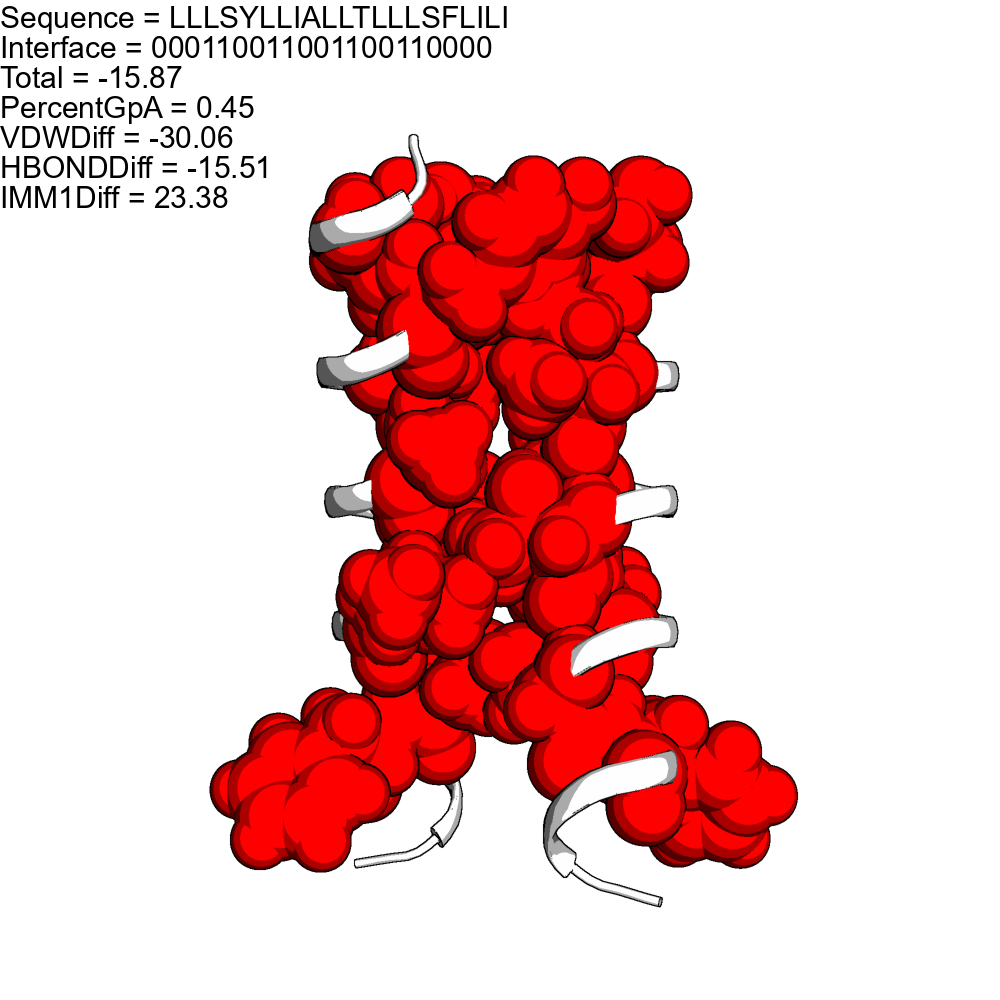 Sequence = LLLSYLLIALLTLLLSFLILI
Interface = 000110011001100110000
Total = -15.87
PercentGpA = 0.45
VDWDiff = -30.06
HBONDDiff = -15.51
IMM1Diff = 23.38